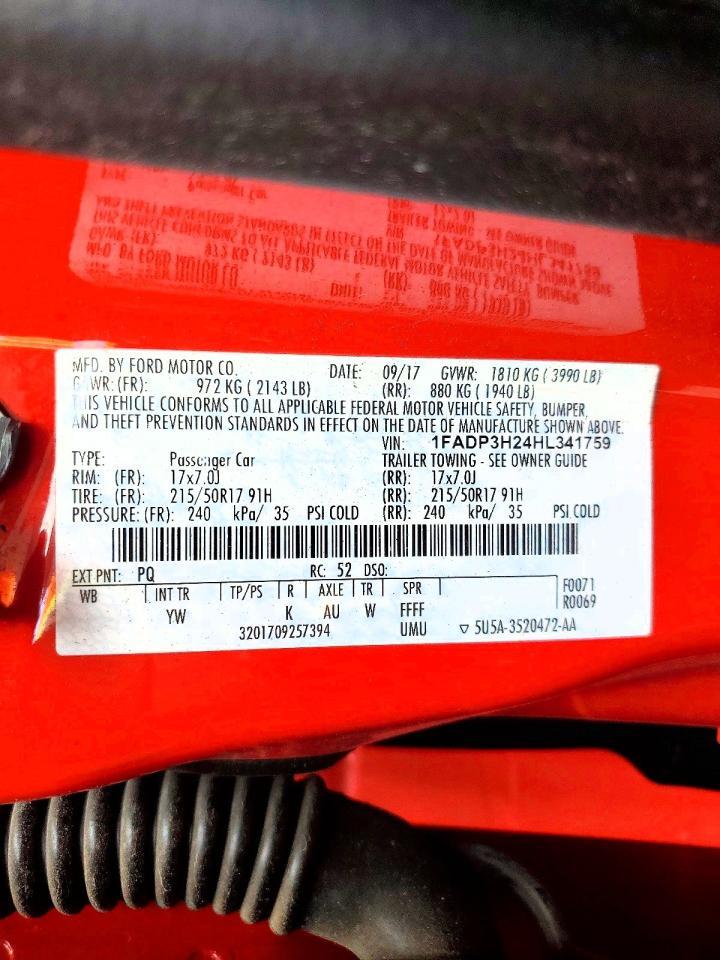 MFD. BY FORD MOTOR CO. DATE: 09/17 GVWR: 1810 KG ( 3990 LB)
GAWR: (FR): 972 KG ( 2143 LB) (RR): 880 KG ( 1940 LB)
THIS VEHICLE CONFORMS TO ALL APPLICABLE FEDERAL MOTOR VEHICLE SAFETY, BUMPER,
AND THEFT PREVENTION STANDARDS IN EFFECT ON THE DATE OF MANUFACTURE SHOWN ABOVE.
VIN: 1FADP3H24HL341759
TYPE: Passenger Car TRAILER TOWING - SEE OWNER GUIDE
RIM: (FR): 17x7.0J (RR): 17x7.0J
TIRE: (FR): 215/50R17 91H (RR): 215/50R17 91H
PRESSURE: (FR): 240 kPa/ 35 PSI COLD (RR): 240 kPa/ 35 PSI COLD
EXT PNT: PQ RC: 52 DSO:
WB INT TR TP/PS R AXLE TR SPR F0071
YW K AU W FFFF R0069
3201709257394 UMU ▽ 5U5A-3520472-AA